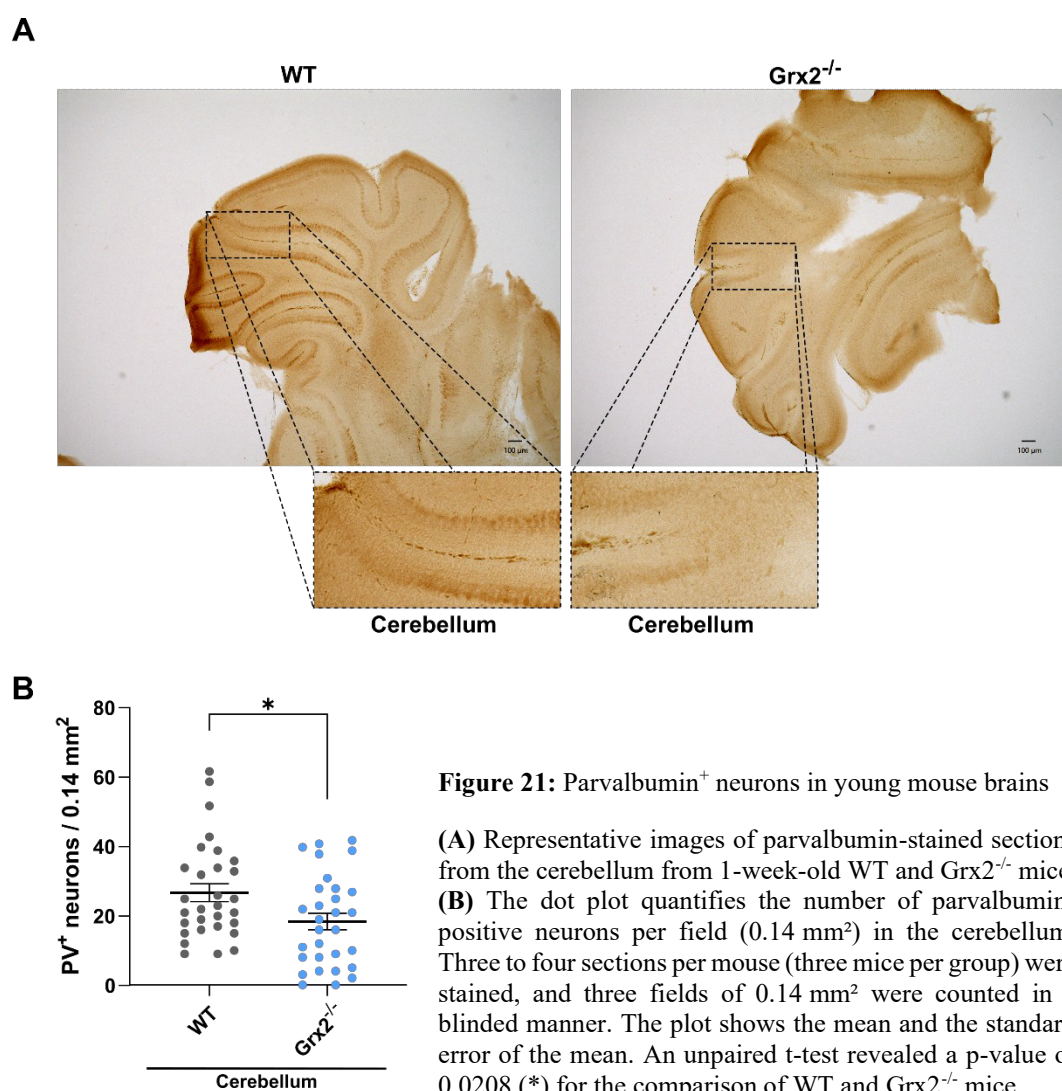 A
WT
Grx2-/-
100 µm
100 µm
Cerebellum
Cerebellum
B
*
PV+ neurons / 0.14 mm2
80
60
40
20
0
WT
Grx2-/-
Cerebellum
Figure 21: Parvalbumin+ neurons in young mouse brains
(A) Representative images of parvalbumin-stained section
from the cerebellum from 1-week-old WT and Grx2-/- mice
(B) The dot plot quantifies the number of parvalbumin
positive neurons per field (0.14 mm²) in the cerebellum
Three to four sections per mouse (three mice per group) wer
stained, and three fields of 0.14 mm² were counted in
blinded manner. The plot shows the mean and the standar
error of the mean. An unpaired t-test revealed a p-value o
0.0208 (*) for the comparison of WT and Grx2-/- mice